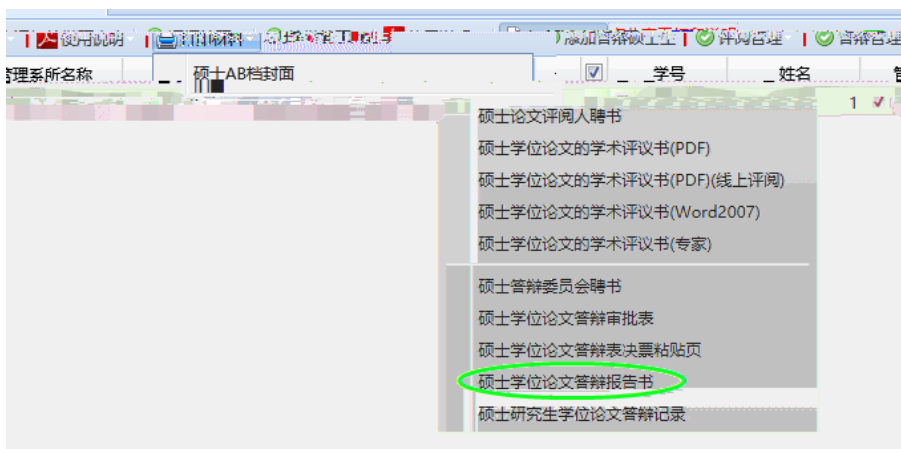 使用说明 打印材料 添加答辩硕士生 评阅管理 答辩管理
管理系所名称 学号 姓名
硕士AB档封面
1
硕士论文评阅人聘书
硕士学位论文的学术评议书(PDF)
硕士学位论文的学术评议书(PDF)(线上评阅)
硕士学位论文的学术评议书(Word2007)
硕士学位论文的学术评议书(专家)
硕士答辩委员会聘书
硕士学位论文答辩审批表
硕士学位论文答辩表决票粘贴页
硕士学位论文答辩报告书
硕士研究生学位论文答辩记录